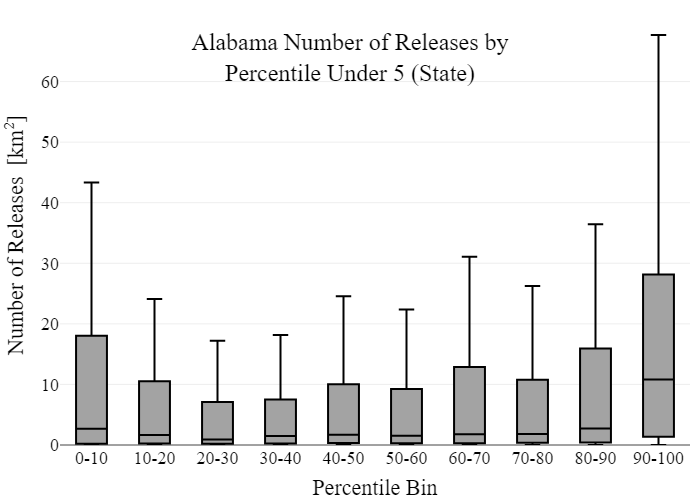 Alabama Number of Releases by
Percentile Under 5 (State)
Number of Releases [km²]
60
50
40
30
20
10
0
0-10 10-20 20-30 30-40 40-50 50-60 60-70 70-80 80-90 90-100
Percentile Bin